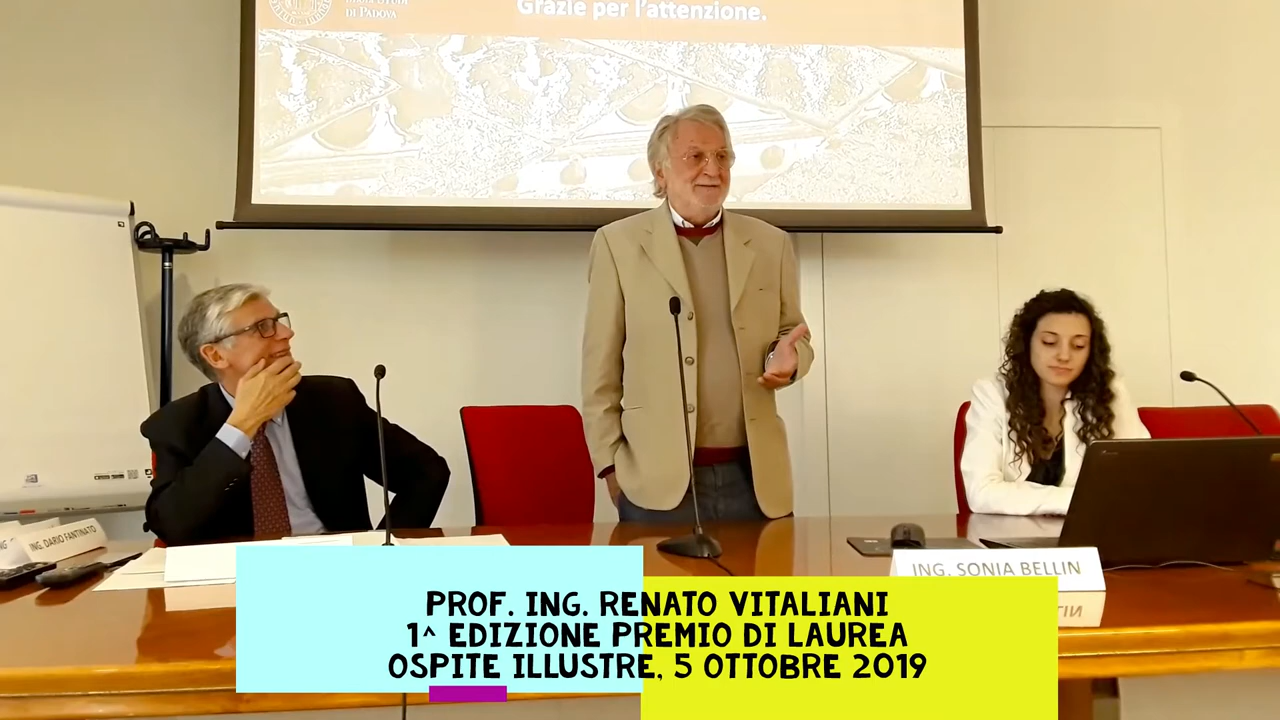 DI PADOVA
Grazie per l'attenzione.
ING. DARIO FANTINATO
ING. SONIA BELLIN
PROF. ING. RENATO VITALIANI
1^ EDIZIONE PREMIO DI LAUREA
OSPITE ILLUSTRE, 5 OTTOBRE 2019